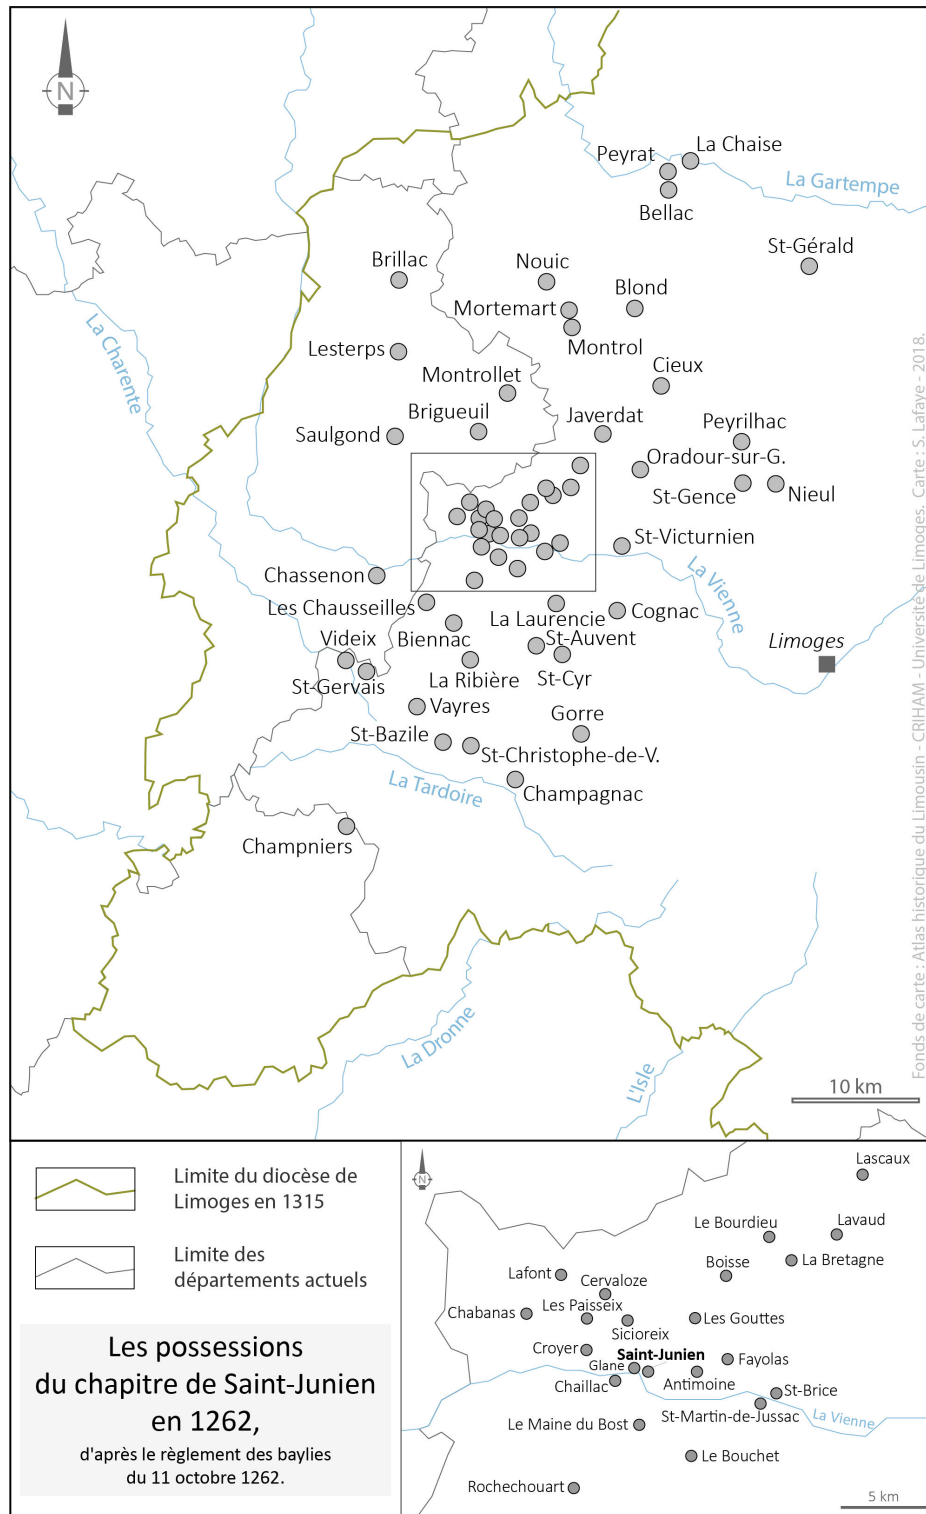 N
La Chaise
Peyrat
La Gartempe
Bellac
St-Gérald
Brillac
Nouic
Blond
Mortemart
La Charente
Montrol
Lesterps
Cieux
Montrollet
Brigueuil
Javerdat
Peyrilhac
Saulgond
Oradour-sur-G.
St-Gence
Nieul
St-Victurnien
La Vienne
Chassenon
Les Chausseilles
La Laurencie
Cognac
Biennac
St-Auvent
Limoges
Videix
St-Gervais
La Ribière
St-Cyr
Vayres
Gorre
St-Bazile
St-Christophe-de-V.
La Tardoire
Champagnac
Champniers
La Dronne
L'Isle
10 km
Fonds de carte : Atlas historique du Limousin - CRIHAM - Université de Limoges. Carte : S. Lafaye - 2018.
Limite du diocèse de
Limoges en 1315
Limite des
départements actuels
Les possessions
du chapitre de Saint-Junien
en 1262,
d'après le règlement des baylies
du 11 octobre 1262.
N
Lascaux
Le Bourdieu
Lavaud
La Bretagne
Boisse
Lafont
Cervaloze
Chabanas
Les Paisseix
Sicioreix
Les Gouttes
Croyer
Saint-Junien
Glane
Fayolas
Chaillac
Antimoine
St-Brice
St-Martin-de-Jussac
La Vienne
Le Maine du Bost
Le Bouchet
Rochechouart
5 km